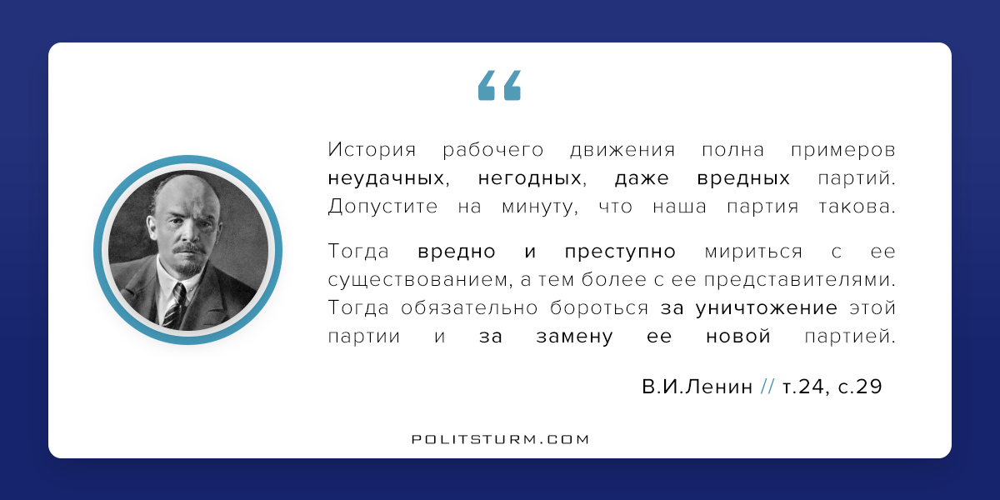 “
История рабочего движения полна примеров
неудачных, негодных, даже вредных партий.
Допустите на минуту, что наша партия такова.
Тогда вредно и преступно мириться с ее
существованием, а тем более с ее представителями.
Тогда обязательно бороться за уничтожение этой
партии и за замену ее новой партией.
В.И.Ленин // т.24, с.29
POLITSTURM.COM